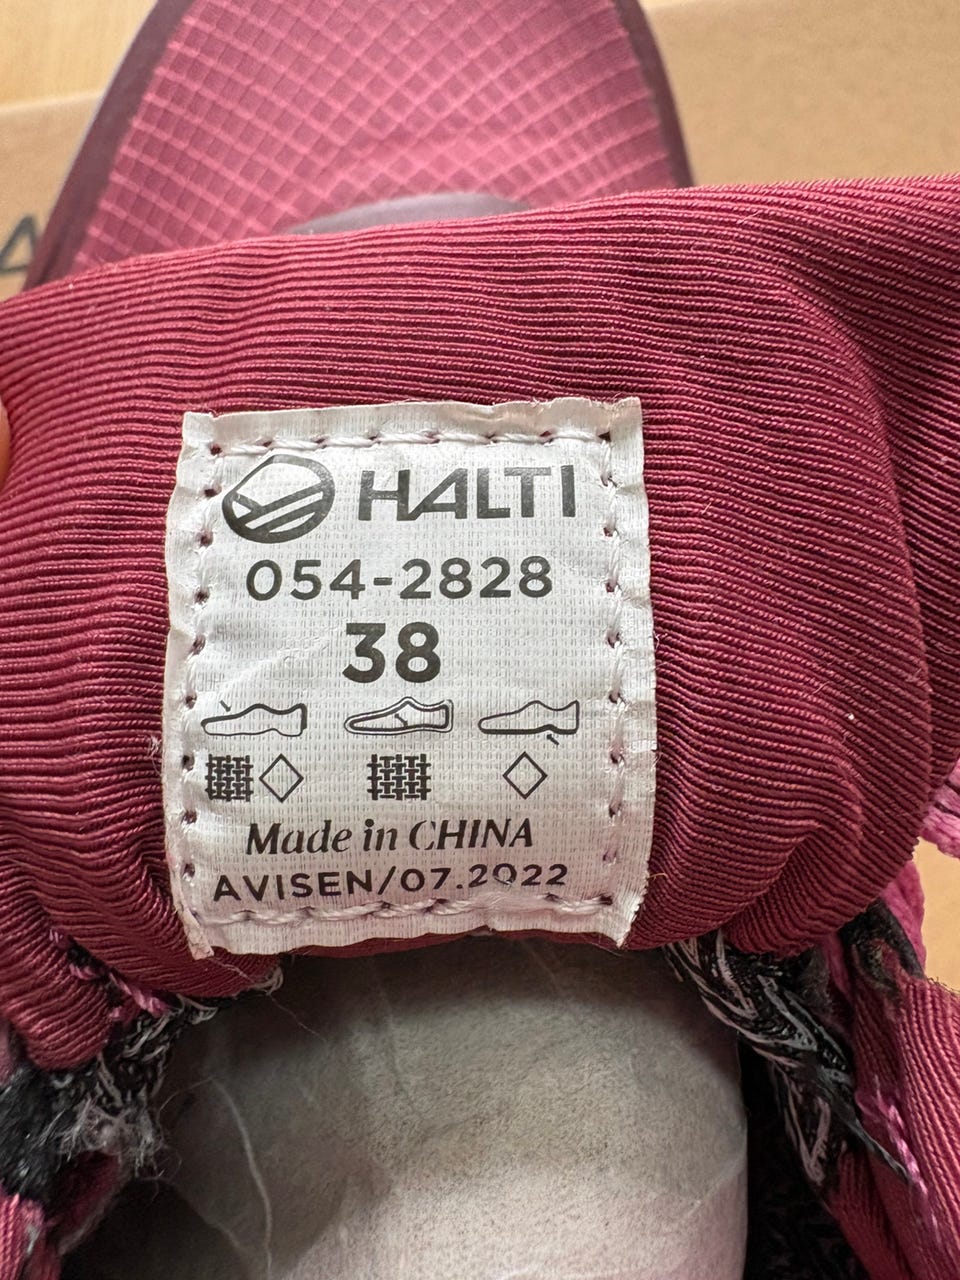 HALTI
054-2828
38
Made in CHINA
AVISEN/07.2022